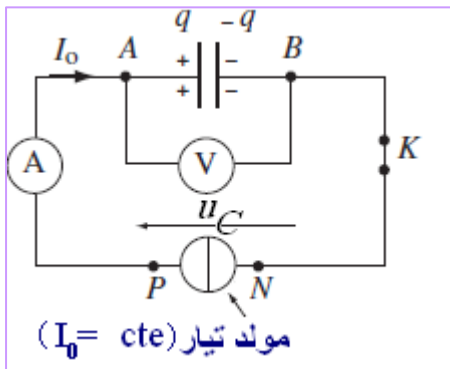 q -q
I₀ A B
+ −
+ −
A V K
u_C
P N
مولد تيار (I₀= cte)